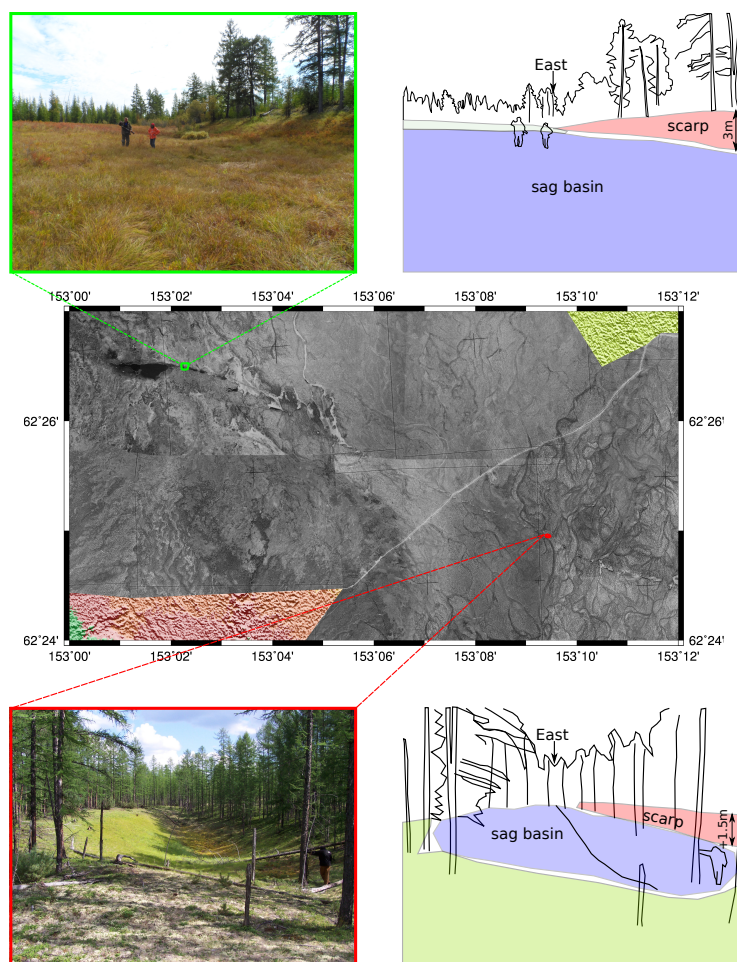 East
scarp
3m
sag basin
153˚00' 153˚02' 153˚04' 153˚06' 153˚08' 153˚10' 153˚12'
62˚26' 62˚26'
62˚24' 62˚24'
153˚00' 153˚02' 153˚04' 153˚06' 153˚08' 153˚10' 153˚12'
East
scarp
+1.5m
sag basin